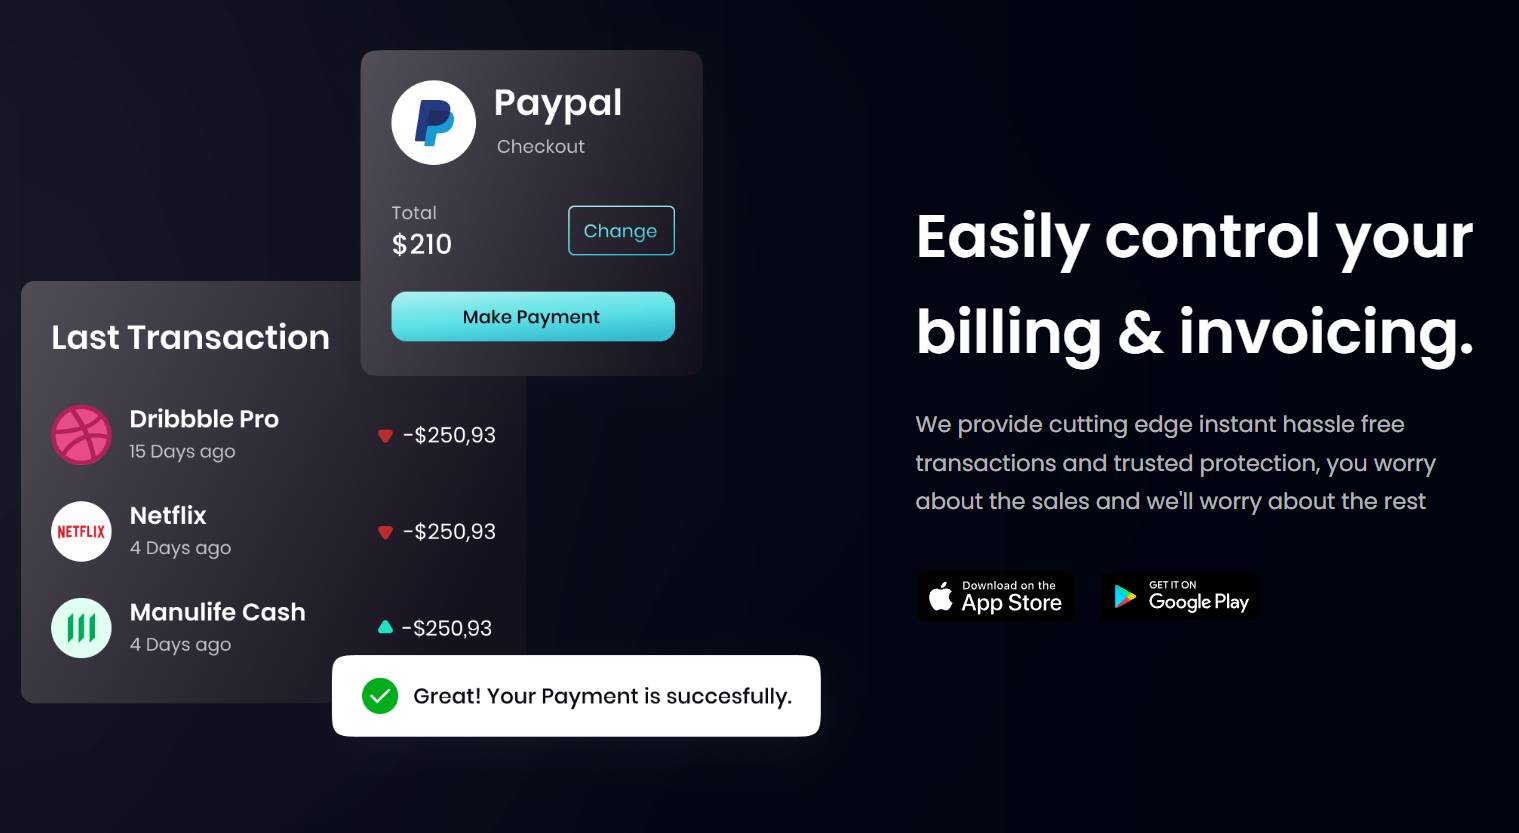 Paypal
Checkout
Total
$210
Change
Make Payment
Last Transaction
Dribbble Pro
15 Days ago
-$250,93
NETFLIX
Netflix
4 Days ago
-$250,93
Manulife Cash
4 Days ago
-$250,93
Great! Your Payment is succesfully.
Easily control your
billing & invoicing.
We provide cutting edge instant hassle free
transactions and trusted protection, you worry
about the sales and we'll worry about the rest
Download on the
App Store
GET IT ON
Google Play